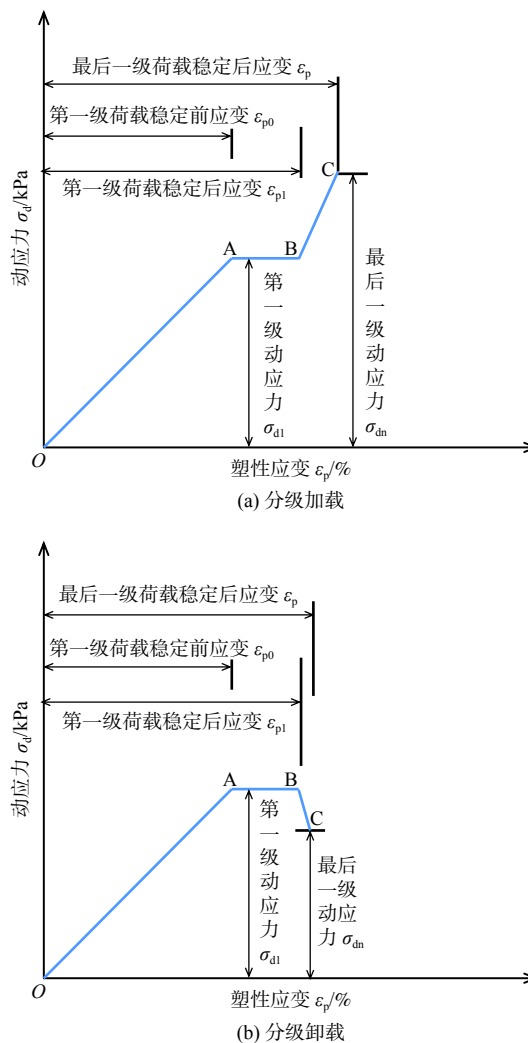 最后一级荷载稳定后应变 εp
第一级荷载稳定前应变 εp0
第一级荷载稳定后应变 εp1
C
A
B
动应力 σd/kPa
第一级动应力 σd1
最后一级动应力 σdn
O
塑性应变 εp/%
(a) 分级加载
最后一级荷载稳定后应变 εp
第一级荷载稳定前应变 εp0
第一级荷载稳定后应变 εp1
动应力 σd/kPa
A
B
C
第一级动应力 σd1
最后
一级
动应
力 σdn
O
塑性应变 εp/%
(b) 分级卸载